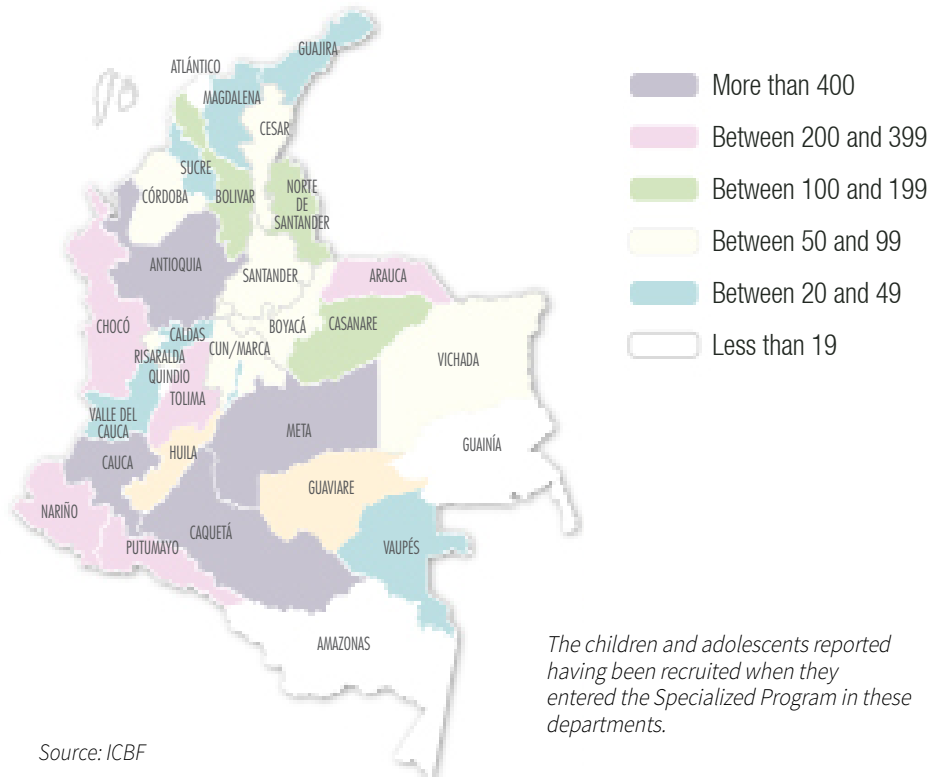 GUAJIRA
ATLÁNTICO
MAGDALENA
CESAR
SUCRE
CÓRDOBA
BOLIVAR
NORTE
DE
SANTANDER
ANTIOQUIA
SANTANDER
ARAUCA
CHOCÓ
CALDAS
BOYACÁ
CASANARE
RISARALDA
CUN/MARCA
QUINDIO
VICHADA
TOLIMA
VALLE DEL
CAUCA
META
GUAINÍA
HUILA
CAUCA
GUAVIARE
NARIÑO
CAQUETÁ
PUTUMAYO
VAUPÉS
AMAZONAS
More than 400
Between 200 and 399
Between 100 and 199
Between 50 and 99
Between 20 and 49
Less than 19
The children and adolescents reported
having been recruited when they
entered the Specialized Program in these
departments.
Source: ICBF